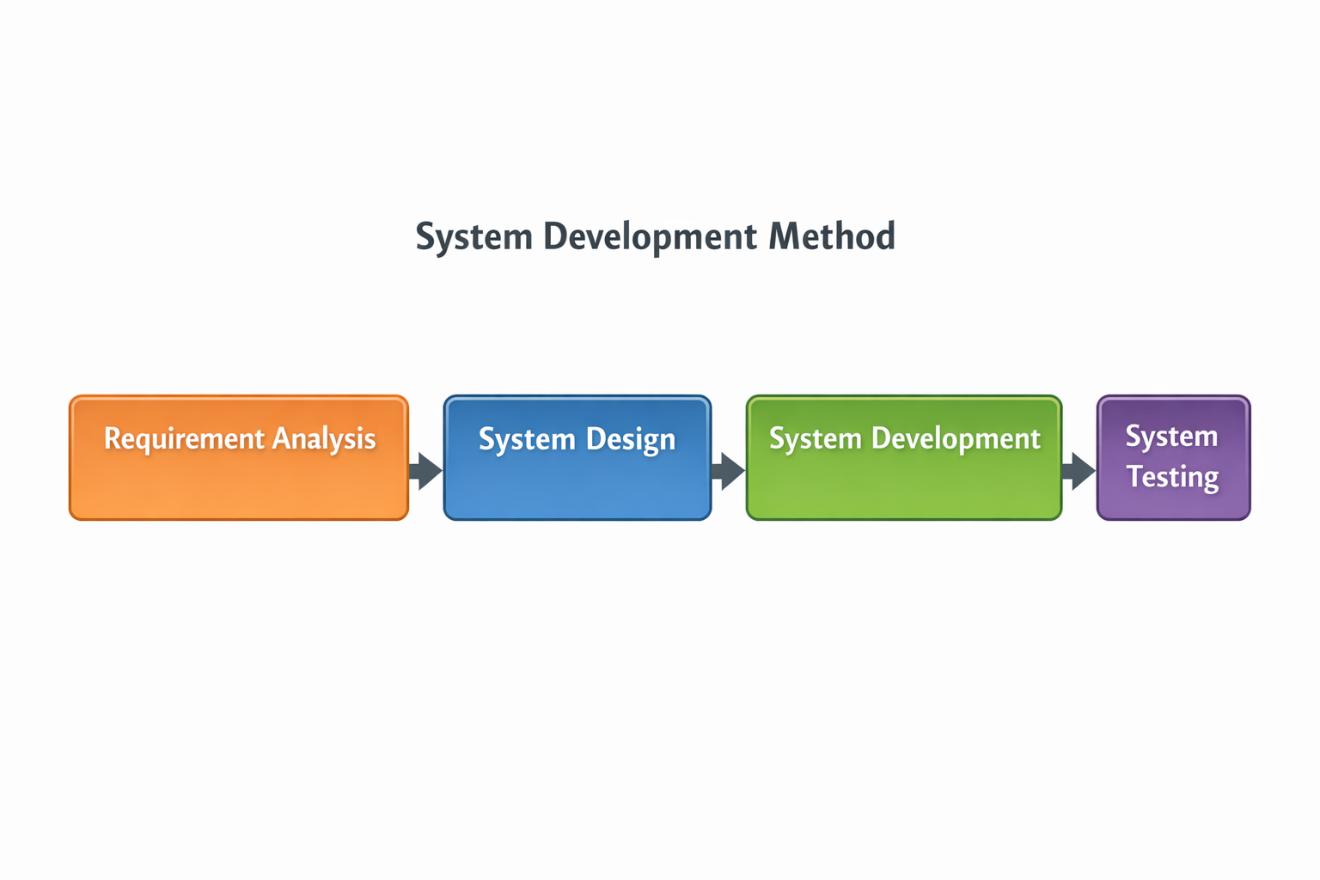 System Development Method
Requirement Analysis
System Design
System Development
System
Testing